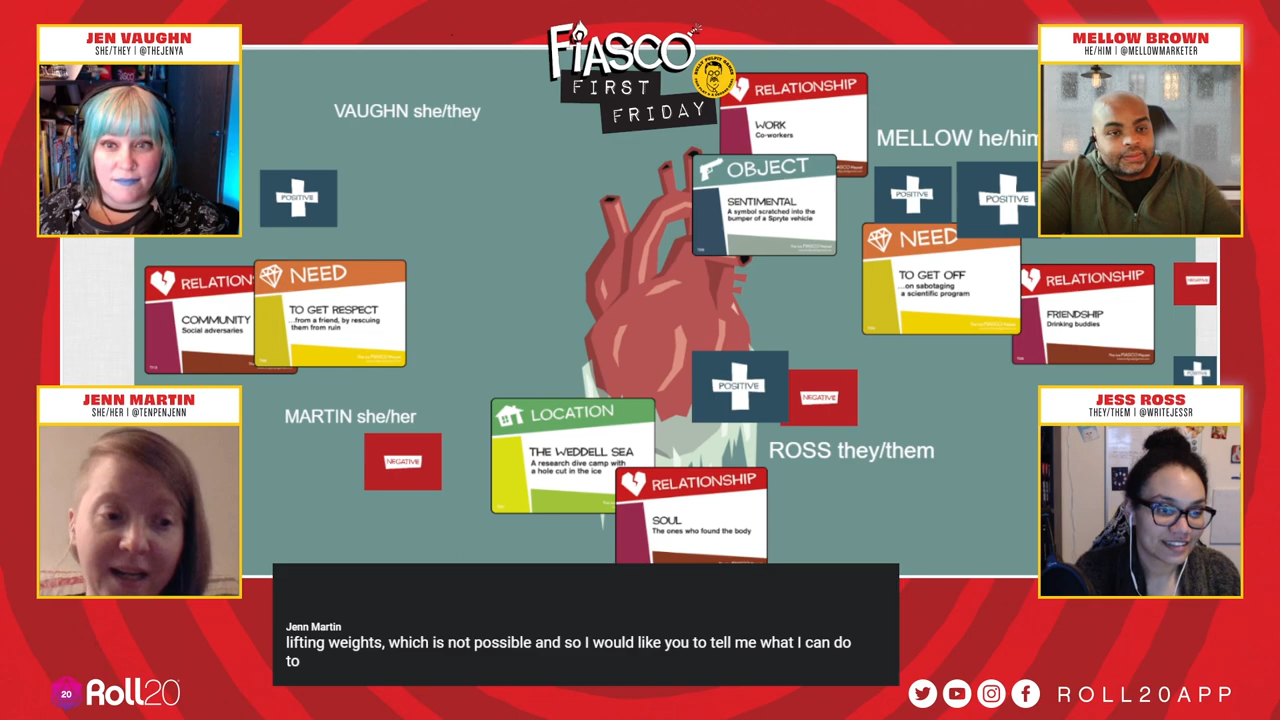 JEN VAUGHN
SHE/THEY | @THEJENYA
FIASCO
FIRST
FRIDAY
MELLOW BROWN
HE/HIM | @MELLOWMARKETER
VAUGHN she/they
RELATIONSHIP
WORK
Co-workers
MELLOW he/him
OBJECT
SENTIMENTAL
A symbol scratched into the
bumper of a Spryte vehicle
POSITIVE
POSITIVE
POSITIVE
NEED
TO GET OFF
...on sabotaging
a scientific program
RELATIONSHIP
FRIENDSHIP
Drinking buddies
NEGATIVE
POSITIVE
RELATION
COMMUNITY
Social adversaries
NEED
TO GET RESPECT
...from a friend, by rescuing
them from ruin
POSITIVE
NEGATIVE
JENN MARTIN
SHE/HER | @TENPENJENN
JESS ROSS
THEY/THEM | @WRITEJESSR
MARTIN she/her
NEGATIVE
LOCATION
THE WEDDELL SEA
A research dive camp with
a hole cut in the ice
ROSS they/them
RELATIONSHIP
SOUL
The ones who found the body
Jenn Martin
lifting weights, which is not possible and so I would like you to tell me what I can do
to
20
Roll20
ROLL20APP